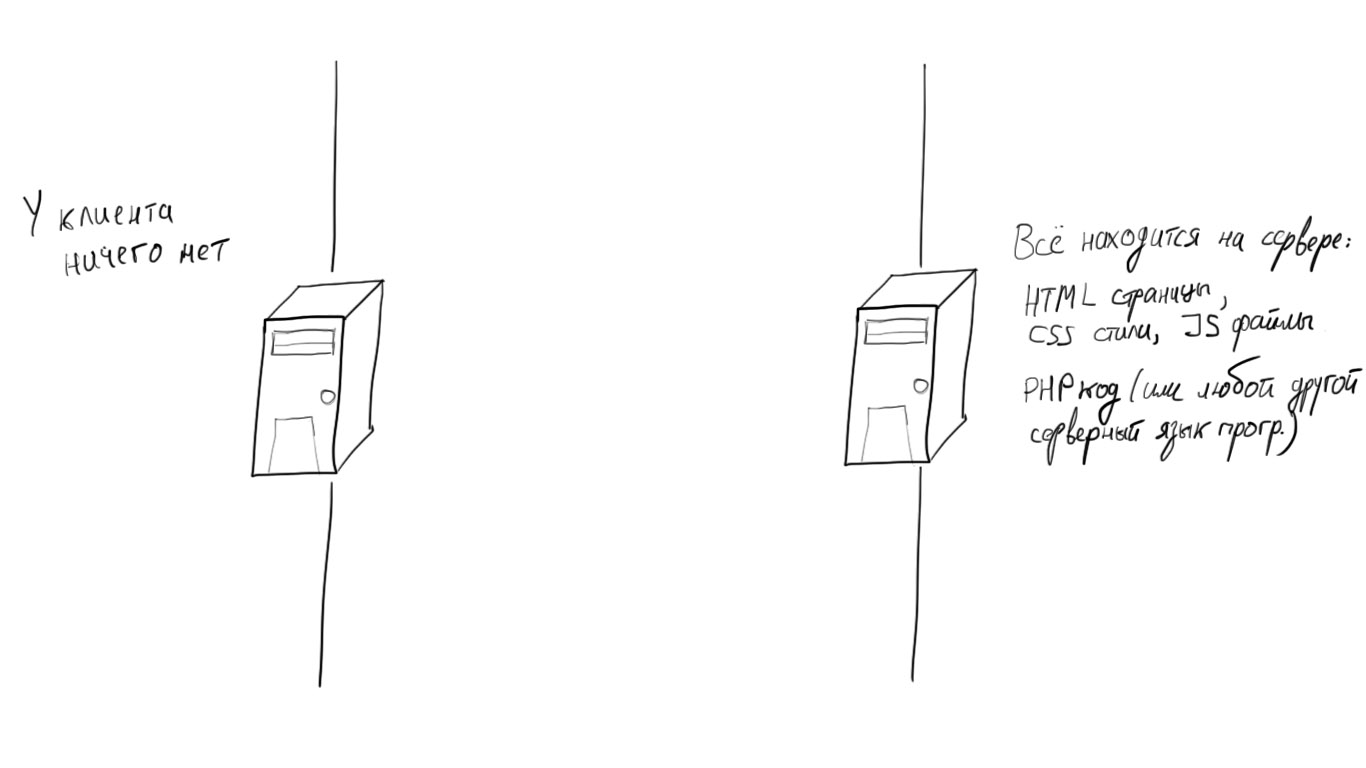 У клиента
ничего нет
Всё находится на сервере:
HTML страницы,
CSS стили, JS файлы
PHP код (или любой другой
серверный язык прогр.)